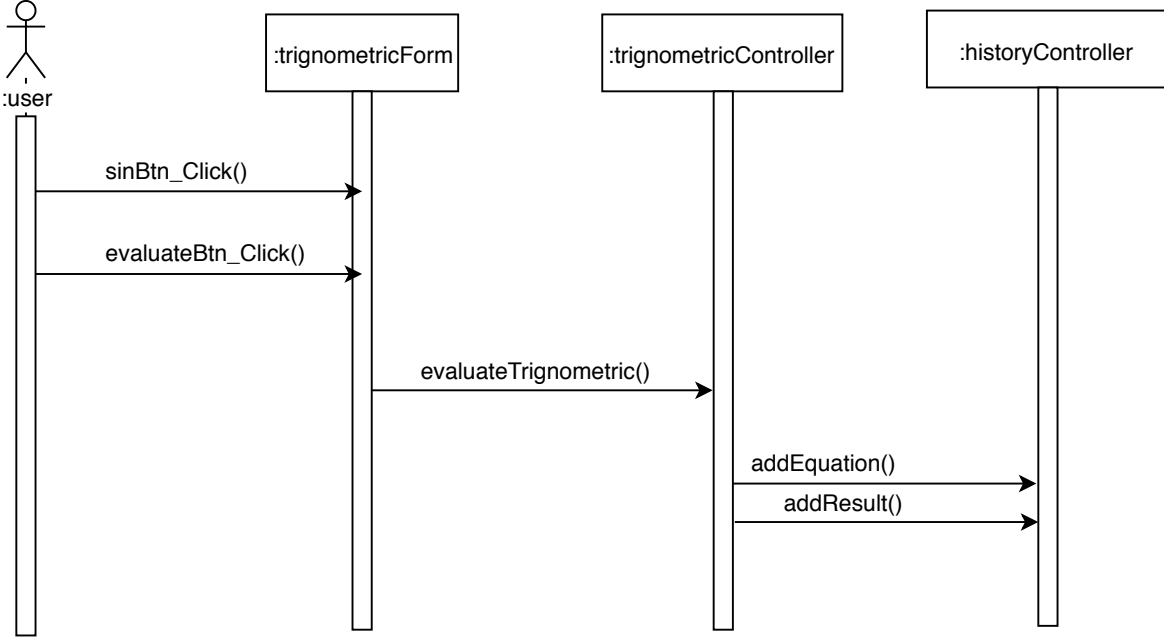 :user
:trignometricForm
:trignometricController
:historyController
sinBtn_Click()
evaluateBtn_Click()
evaluateTrignometric()
addEquation()
addResult()